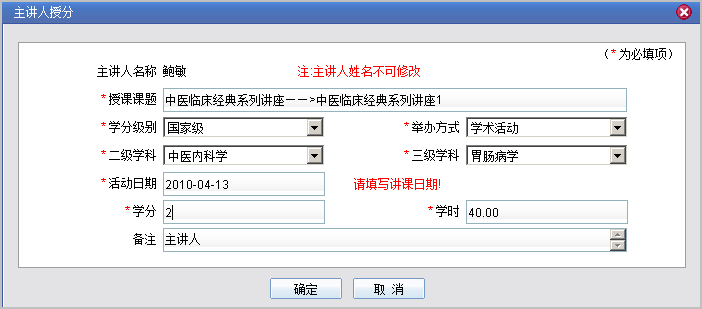 主讲人授分
（*为必填项）
主讲人名称 鲍敏 注:主讲人姓名不可修改
*授课课题 中医临床经典系列讲座－－>中医临床经典系列讲座1
*学分级别 国家级 *举办方式 学术活动
*二级学科 中医内科学 *三级学科 胃肠病学
*活动日期 2010-04-13 请填写讲课日期!
*学分 2 *学时 40.00
备注 主讲人
确定 取 消